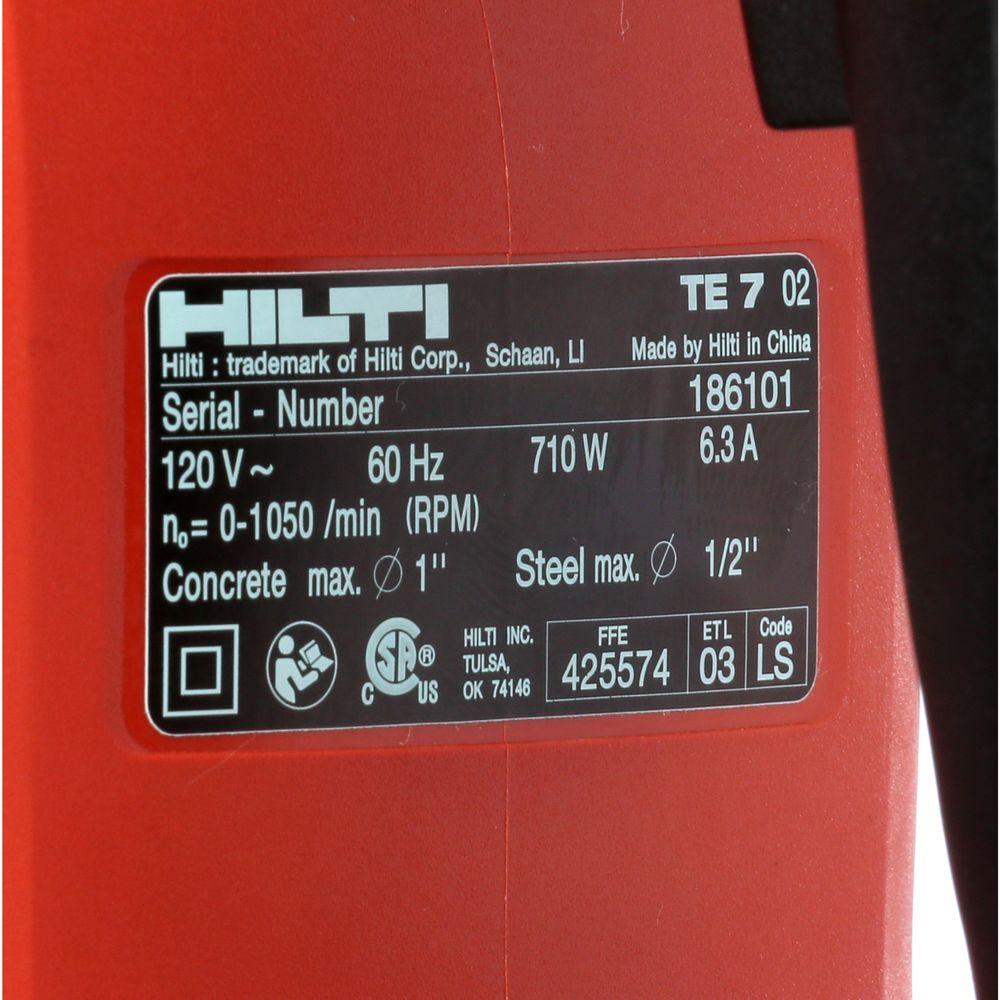 HILTI
TE 7 02
Hilti : trademark of Hilti Corp., Schaan, LI
Made by Hilti in China
Serial - Number 186101
120 V ~ 60 Hz 710 W 6.3 A
nₒ= 0-1050 /min (RPM)
Concrete max. ∅ 1'' Steel max. ∅ 1/2''
CSA® C US
HILTI INC.
TULSA,
OK 74146
FFE
425574
ETL
03
Code
LS